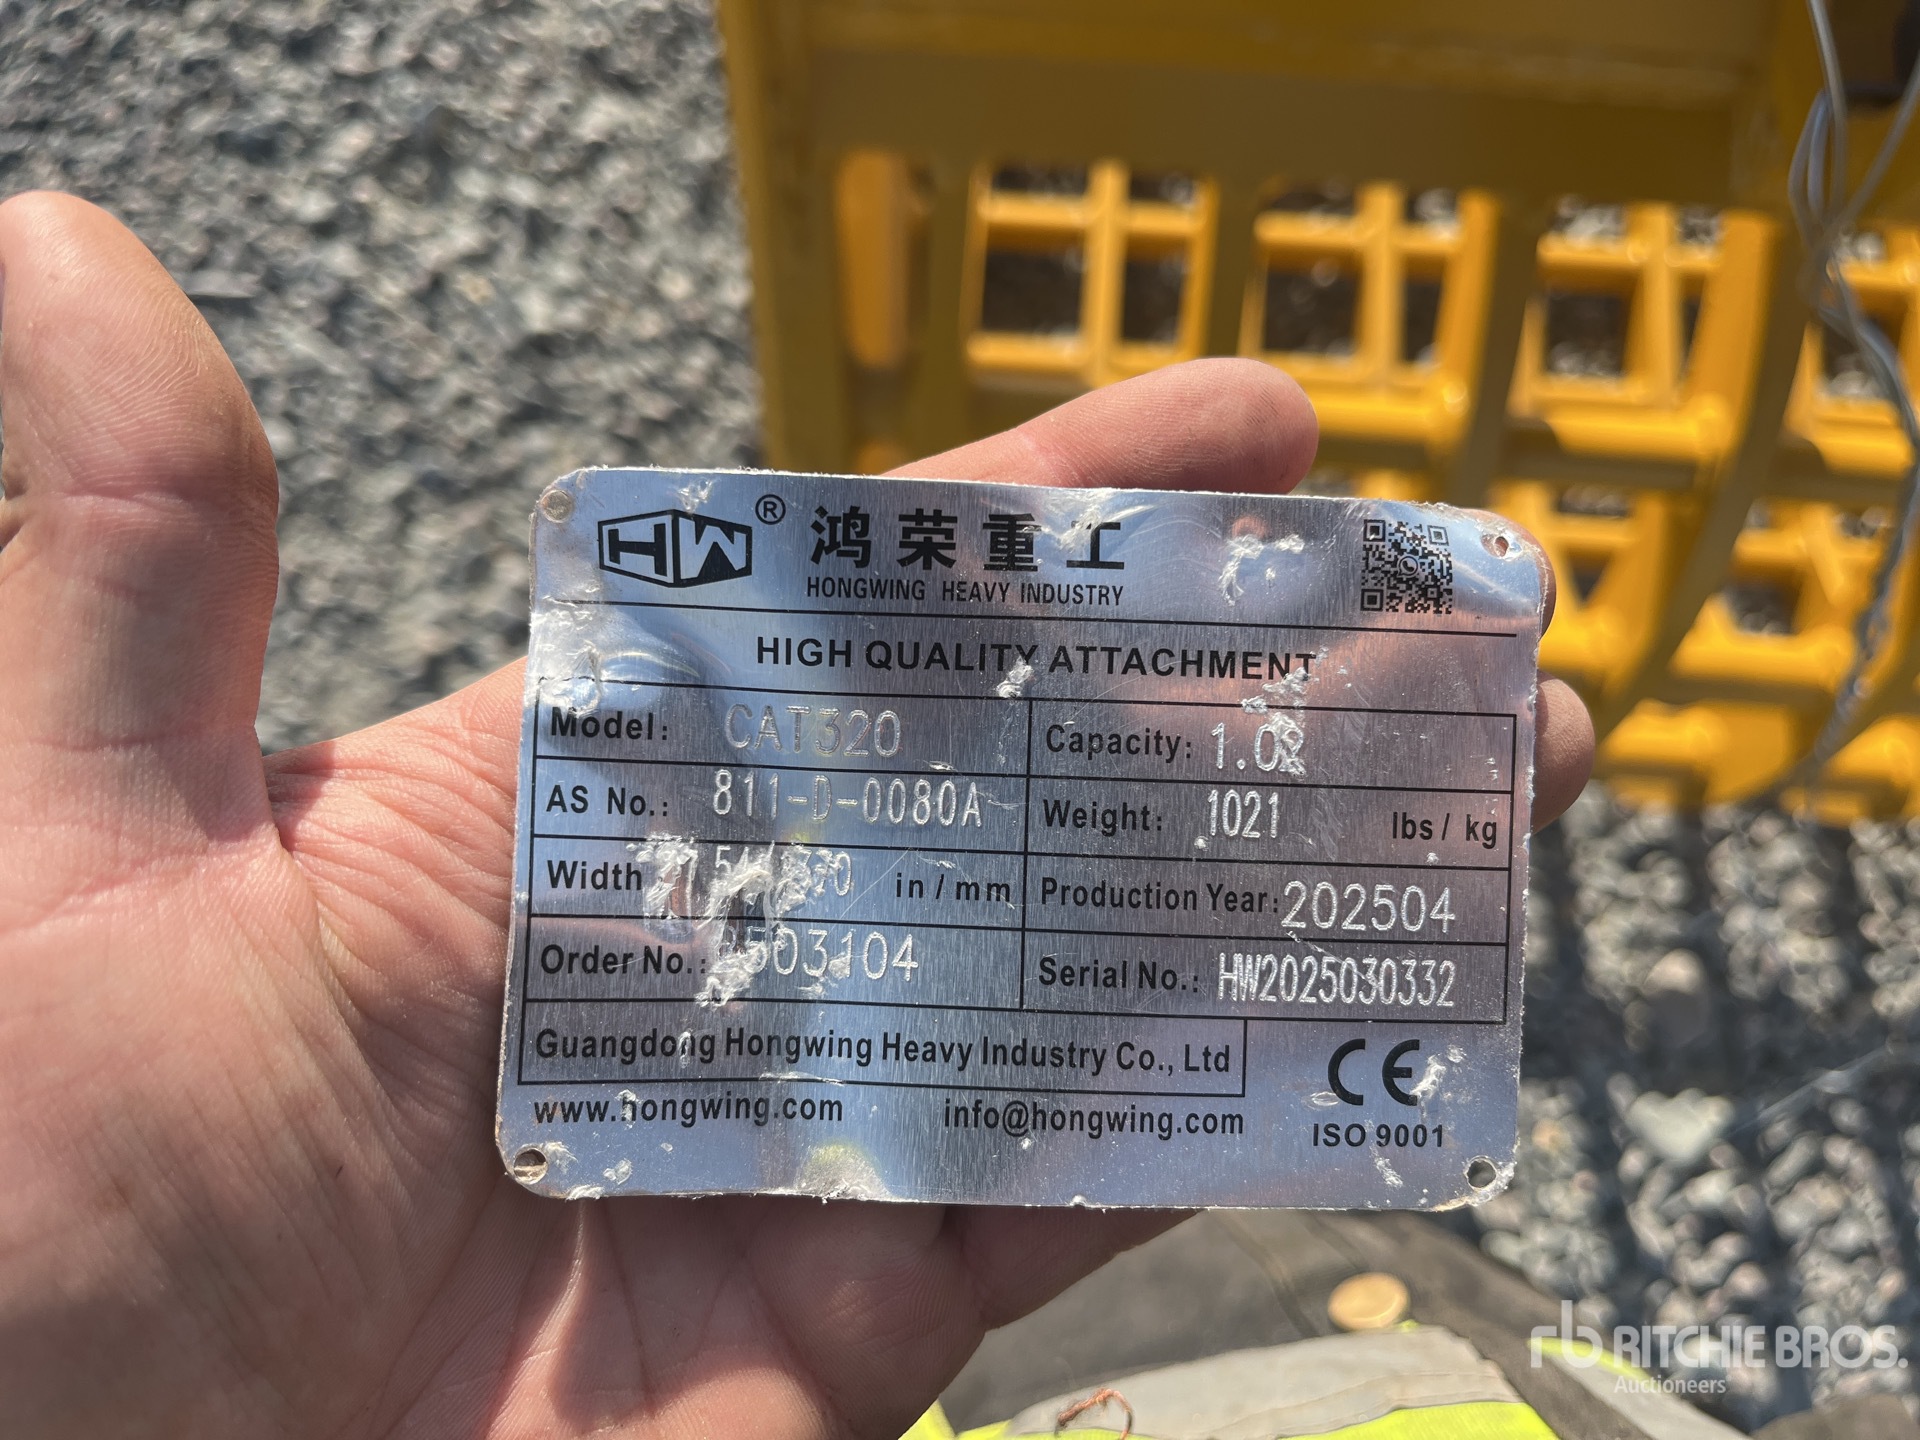 HW® 鸿荣重工
HONGWING HEAVY INDUSTRY
HIGH QUALITY ATTACHMENT
Model: CAT320 Capacity:
AS No.: 811-D-0080A Weight: 1021 lbs / kg
Width in / mm Production Year: 202504
Order No.: Serial No.: HW2025030332
Guangdong Hongwing Heavy Industry Co., Ltd
www.hongwing.com info@hongwing.com CE
ISO 9001
rb RITCHIE BROS.
Auctioneers